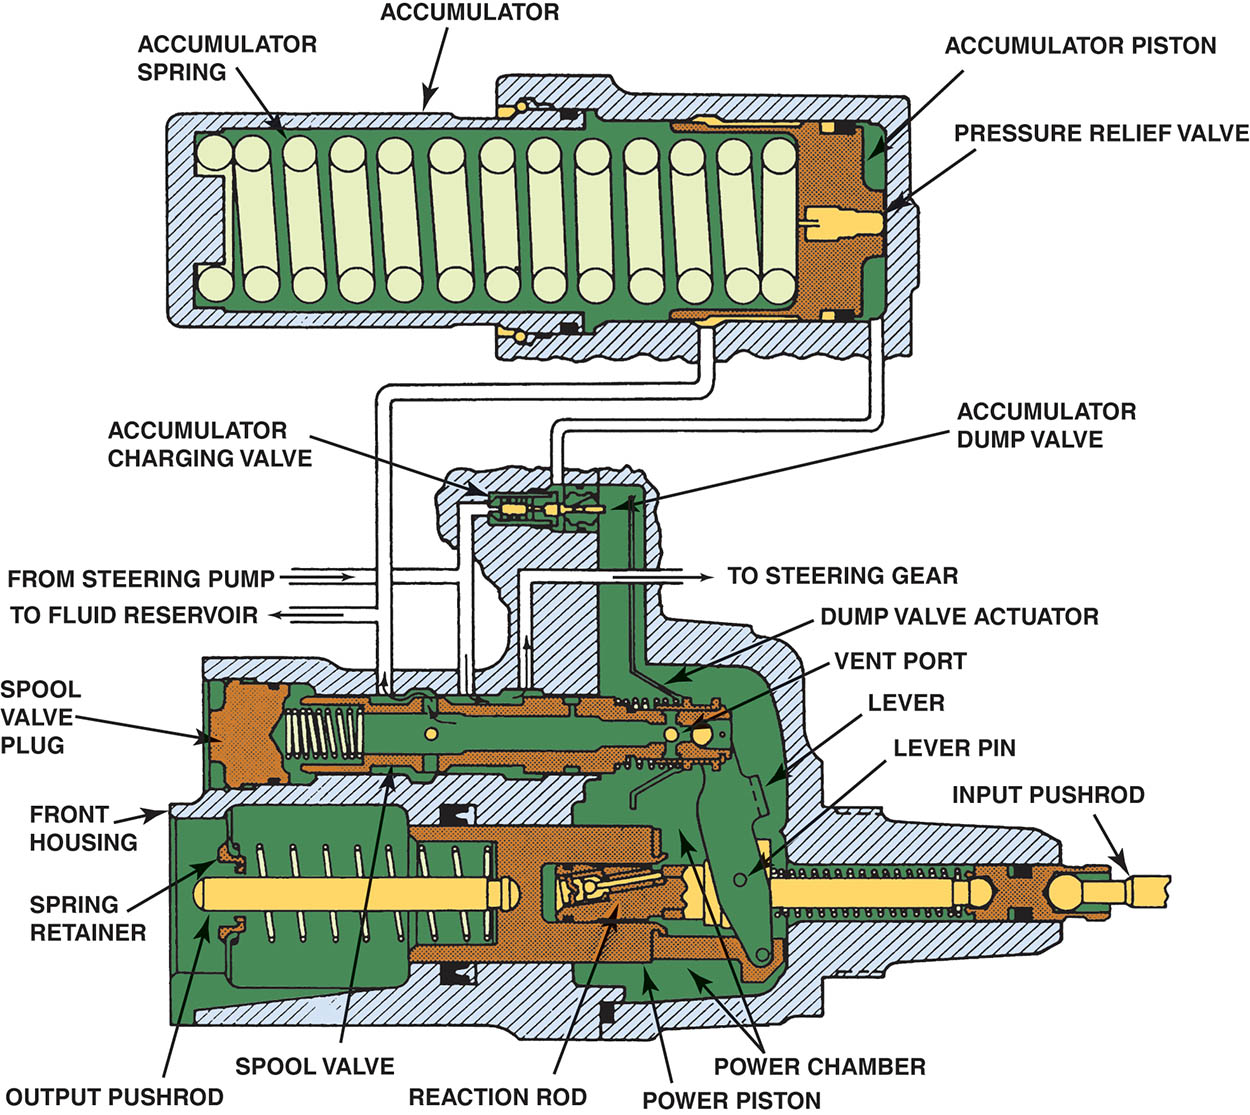 ACCUMULATOR
ACCUMULATOR
SPRING
ACCUMULATOR PISTON
PRESSURE RELIEF VALVE
ACCUMULATOR
DUMP VALVE
ACCUMULATOR
CHARGING VALVE
FROM STEERING PUMP
TO STEERING GEAR
TO FLUID RESERVOIR
DUMP VALVE ACTUATOR
VENT PORT
SPOOL
VALVE
PLUG
LEVER
LEVER PIN
INPUT PUSHROD
FRONT
HOUSING
SPRING
RETAINER
SPOOL VALVE
POWER CHAMBER
OUTPUT PUSHROD
REACTION ROD
POWER PISTON